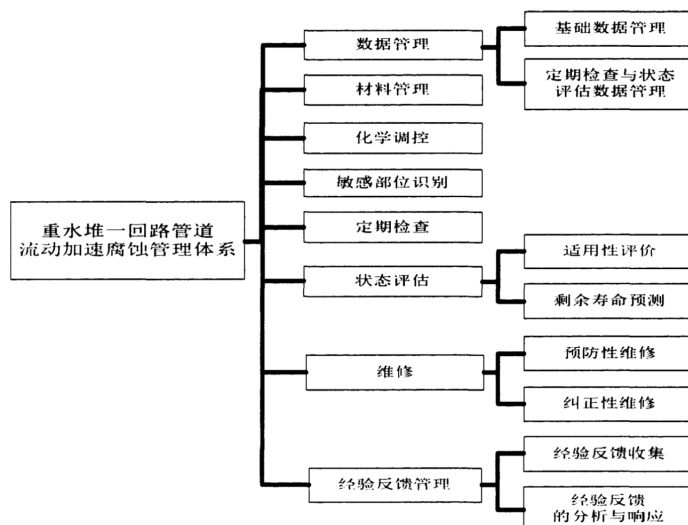 重水堆一回路管道
流动加速腐蚀管理体系
数据管理
基础数据管理
定期检查与状态
评估数据管理
材料管理
化学调控
敏感部位识别
定期检查
状态评估
适用性评价
剩余寿命预测
维修
预防性维修
纠正性维修
经验反馈管理
经验反馈收集
经验反馈
的分析与响应